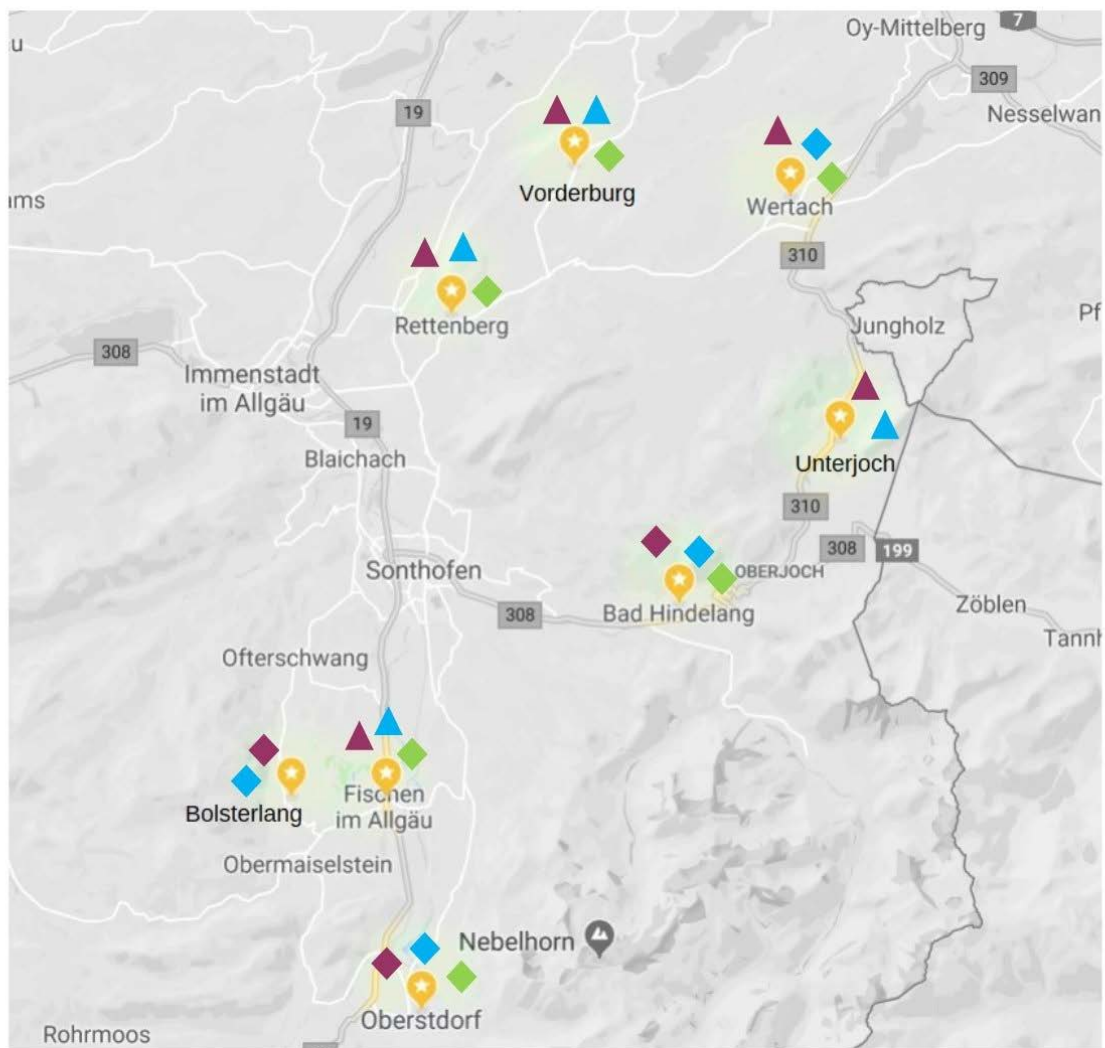 Oy-Mittelberg
7
309
19
Nesselwan
u
ams
Vorderburg
Wertach
310
Rettenberg
Jungholz
Pf
308
Immenstadt
im Allgäu
19
Blaichach
Unterjoch
310
308
199
Sonthofen
OBERJOCH
308
Bad Hindelang
Zöblen
Tannh
Ofterschwang
Bolsterlang
Fischen
im Allgäu
Obermaiselstein
Nebelhorn
Oberstdorf
Rohrmoos